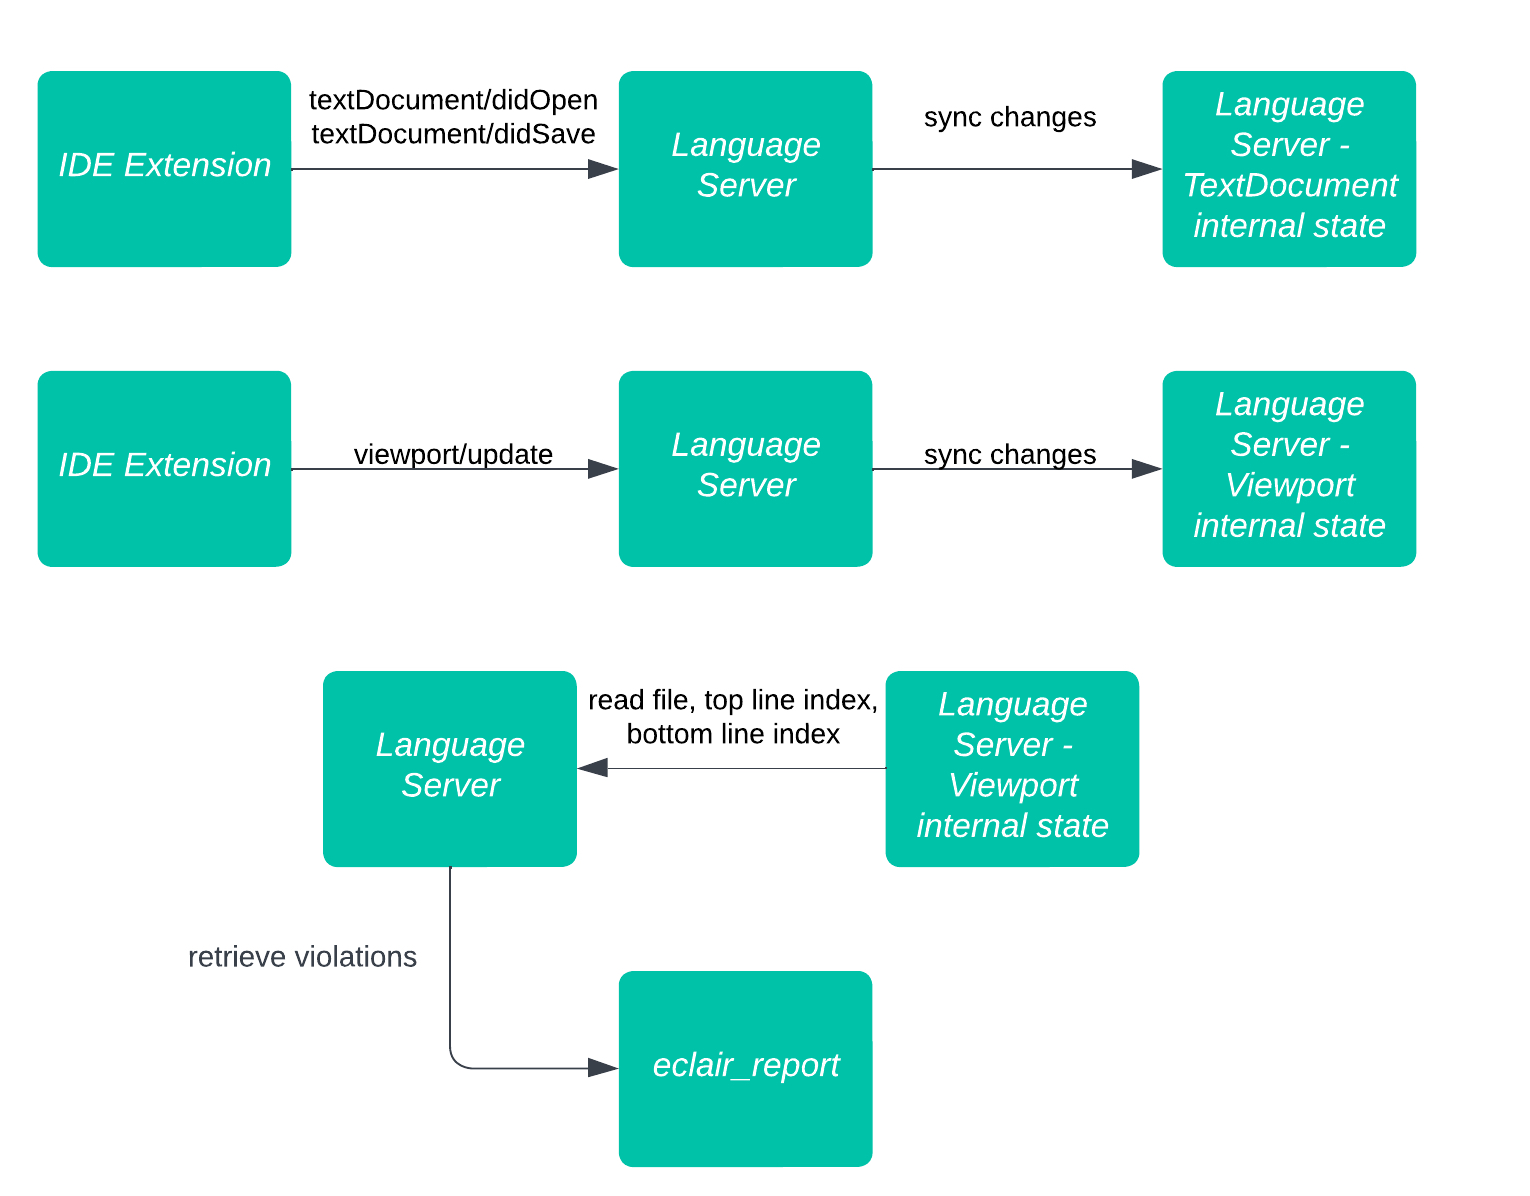 textDocument/didOpen
textDocument/didSave
IDE Extension
Language
Server
sync changes
Language
Server -
TextDocument
internal state
IDE Extension
viewport/update
Language
Server
sync changes
Language
Server -
Viewport
internal state
Language
Server
read file, top line index,
bottom line index
Language
Server -
Viewport
internal state
retrieve violations
eclair_report